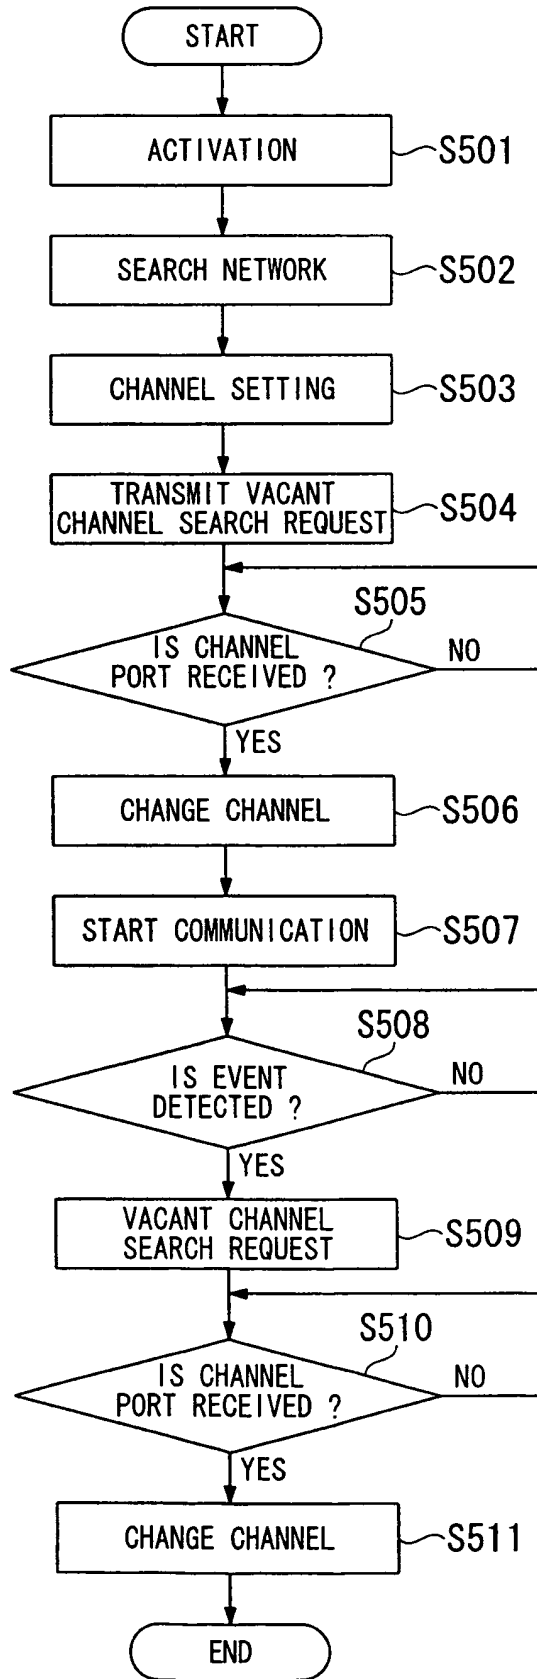 START
ACTIVATION
S501
SEARCH NETWORK
S502
CHANNEL SETTING
S503
TRANSMIT VACANT
CHANNEL SEARCH REQUEST
S504
S505
IS CHANNEL
PORT RECEIVED ?
NO
YES
CHANGE CHANNEL
S506
START COMMUNICATION
S507
S508
IS EVENT
DETECTED ?
NO
YES
VACANT CHANNEL
SEARCH REQUEST
S509
S510
IS CHANNEL
PORT RECEIVED ?
NO
YES
CHANGE CHANNEL
S511
END